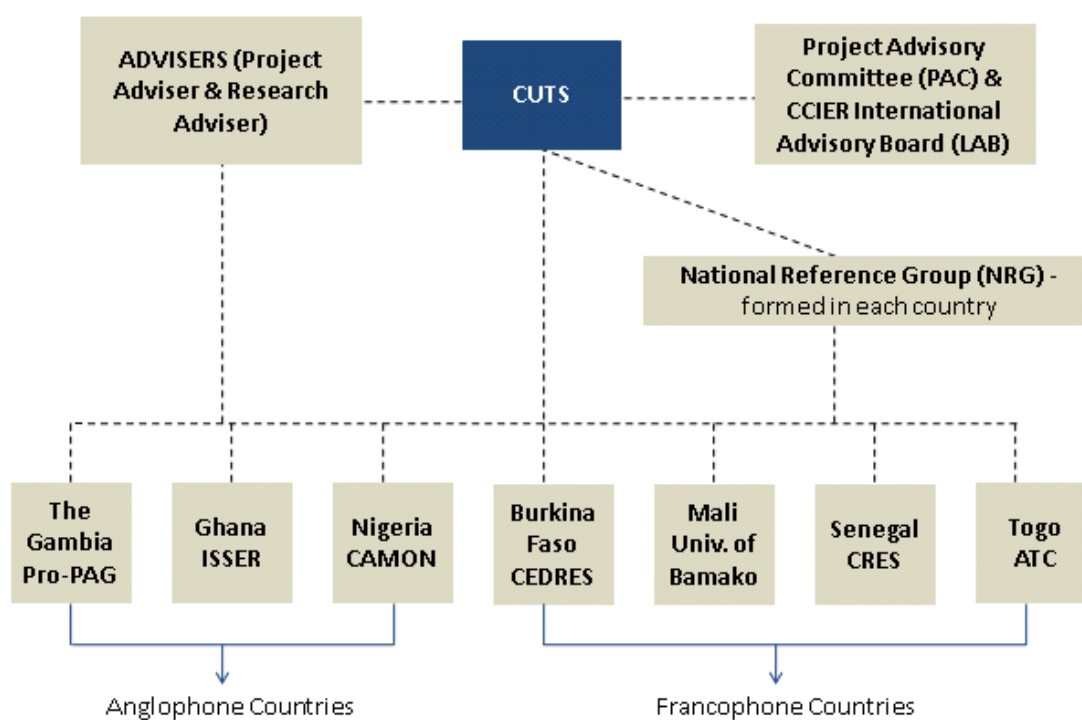 ADVISERS (Project
Adviser & Research
Adviser)
CUTS
Project Advisory
Committee (PAC) &
CCIER International
Advisory Board (LAB)
National Reference Group (NRG) -
formed in each country
The
Gambia
Pro-PAG
Ghana
ISSER
Nigeria
CAMON
Burkina
Faso
CEDRES
Mali
Univ. of
Bamako
Senegal
CRES
Togo
ATC
Anglophone Countries
Francophone Countries